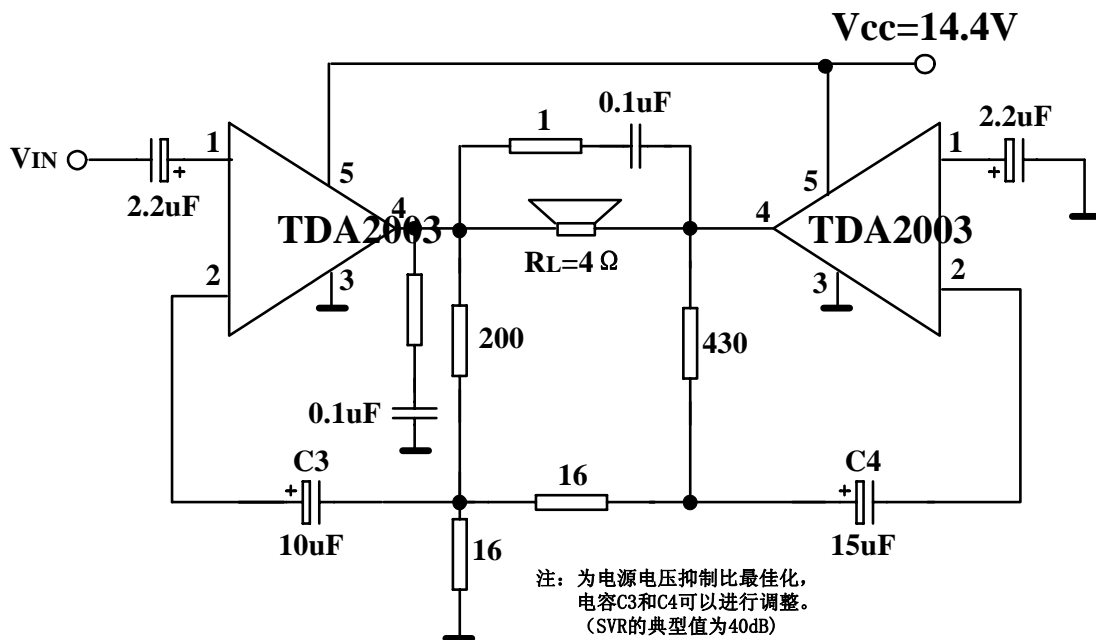 Vcc=14.4V
0.1uF
1
2.2uF
VIN
1
1
2.2uF
5
5
4
TDA2003
4
TDA2003
RL=4Ω
2
3
3
2
200
430
0.1uF
C3
16
C4
10uF
16
15uF
注：为电源电压抑制比最佳化，
电容C3和C4可以进行调整。
（SVR的典型值为40dB)